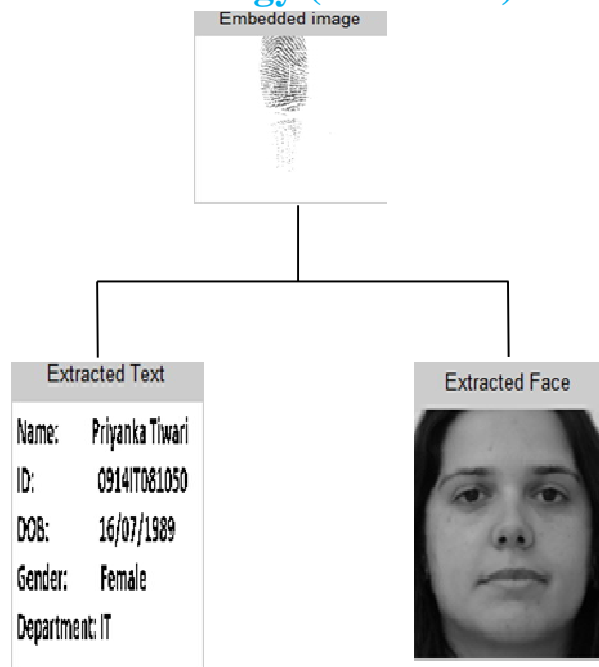 Embedded image
Extracted Text
Name: Priyanka Tiwari
ID: 0914IT081050
DOB: 16/07/1989
Gender: Female
Department: IT
Extracted Face